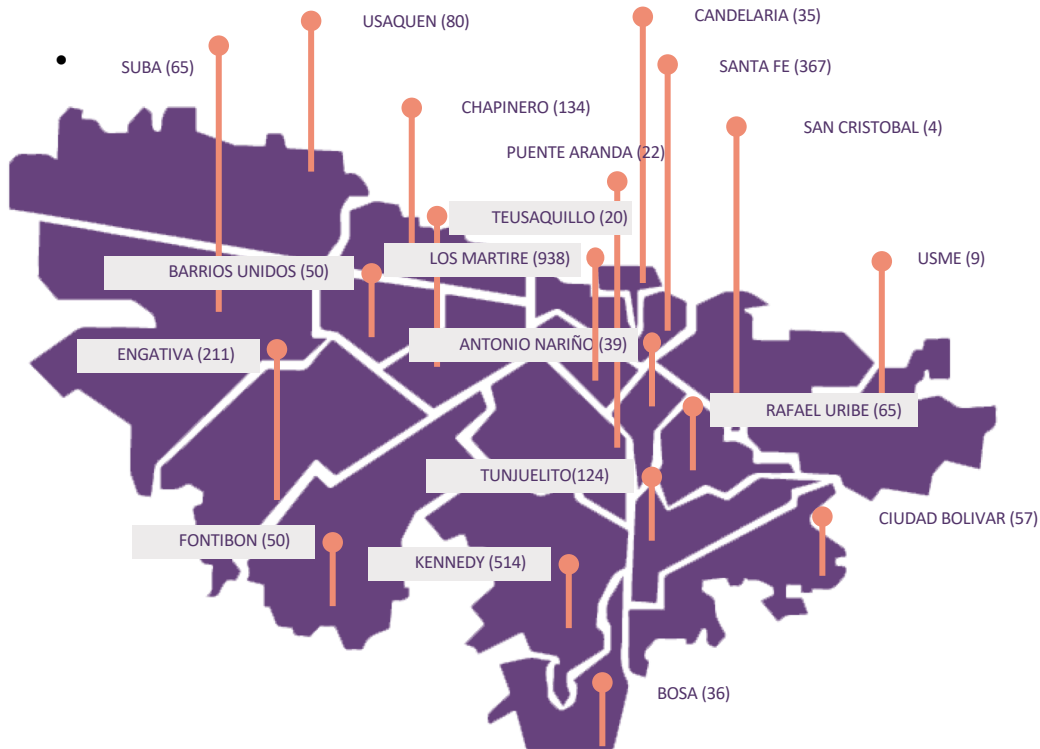 USAQUEN (80)
CANDELARIA (35)
SUBA (65)
SANTA FE (367)
CHAPINERO (134)
SAN CRISTOBAL (4)
PUENTE ARANDA (22)
TEUSAQUILLO (20)
LOS MARTIRE (938)
USME (9)
BARRIOS UNIDOS (50)
ANTONIO NARIÑO (39)
ENGATIVA (211)
RAFAEL URIBE (65)
TUNJUELITO(124)
CIUDAD BOLIVAR (57)
FONTIBON (50)
KENNEDY (514)
BOSA (36)